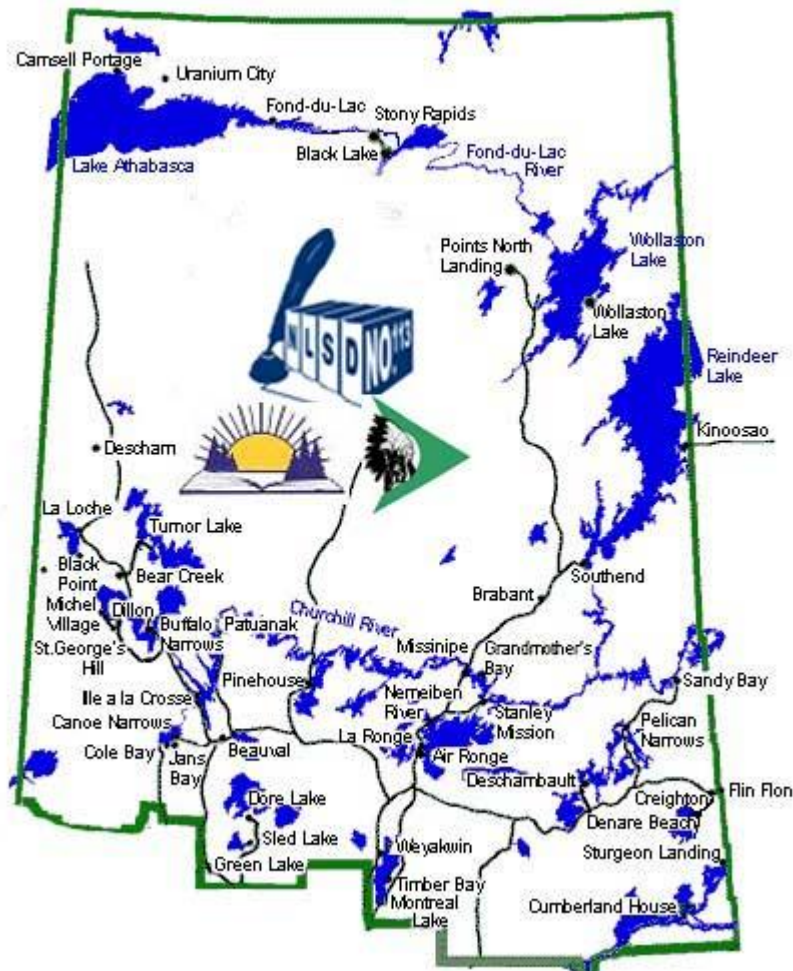 Camsell Portage
Uranium City
Fond-du-Lac
Stony Rapids
Black Lake
Lake Athabasca
Fond-du-Lac
River
Points North
Landing
Wollaston
Lake
Wollaston
Lake
NLSD NO.113
Reindeer
Lake
Kinoosao
Descharm
La Loche
Turnor Lake
Black
Point
Bear Creek
Southend
Michel
Village
Dillon
Buffalo
Narrows
Patuanak
Churchill River
Brabant
St.George's
Hill
Missinipe
Grandmother's
Bay
Pinehouse
Sandy Bay
Ile a la Crosse
Nemeiben
River
Stanley
Mission
Canoe Narrows
Pelican
Narrows
La Ronge
Cole Bay
Jans
Bay
Beauval
Air Ronge
Deschambault
Flin Flon
Dore Lake
Creighton
Denare Beach
Sled Lake
Weyakwin
Sturgeon Landing
Green Lake
Timber Bay
Montreal
Lake
Cumberland House